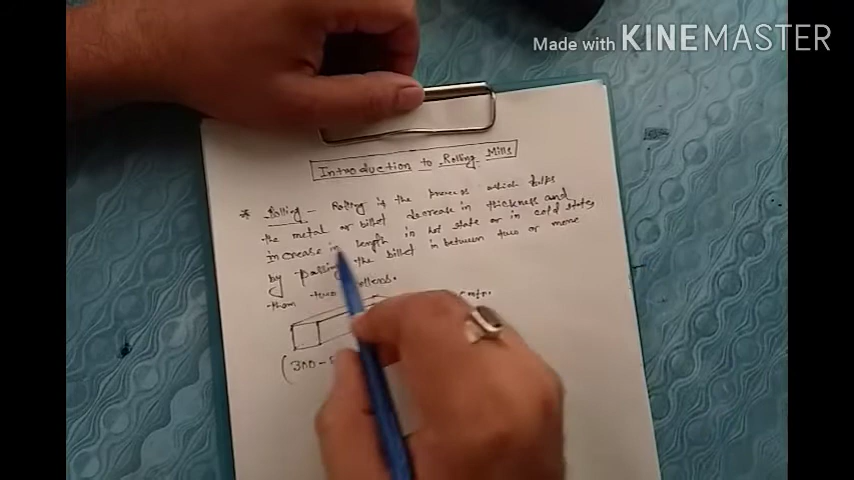 Made with KINEMASTER
Introduction to Rolling Mills
* Rolling - Rolling is the process which helps
the metal or billet decrease in thickness and
increase in length in hot state or in cold state,
by passing the billet in between two or more
than two rollers.
(300 -